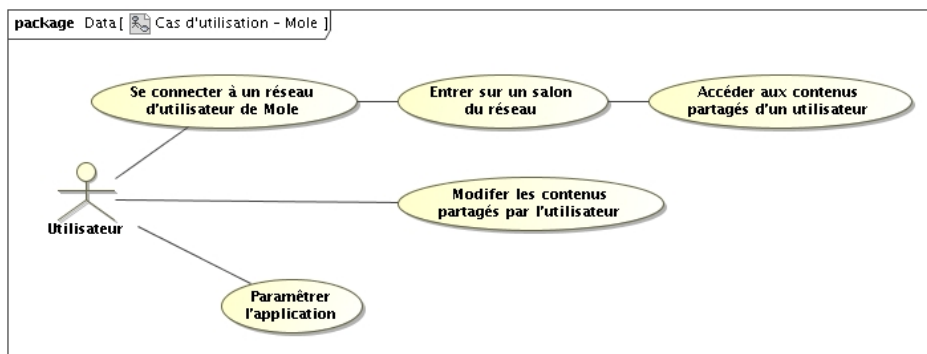 package Data [ Cas d'utilisation - Mole ]
Se connecter à un réseau
d'utilisateur de Mole
Entrer sur un salon
du réseau
Accéder aux contenus
partagés d'un utilisateur
Modifer les contenus
partagés par l'utilisateur
Utilisateur
Paramêtrer
l'application